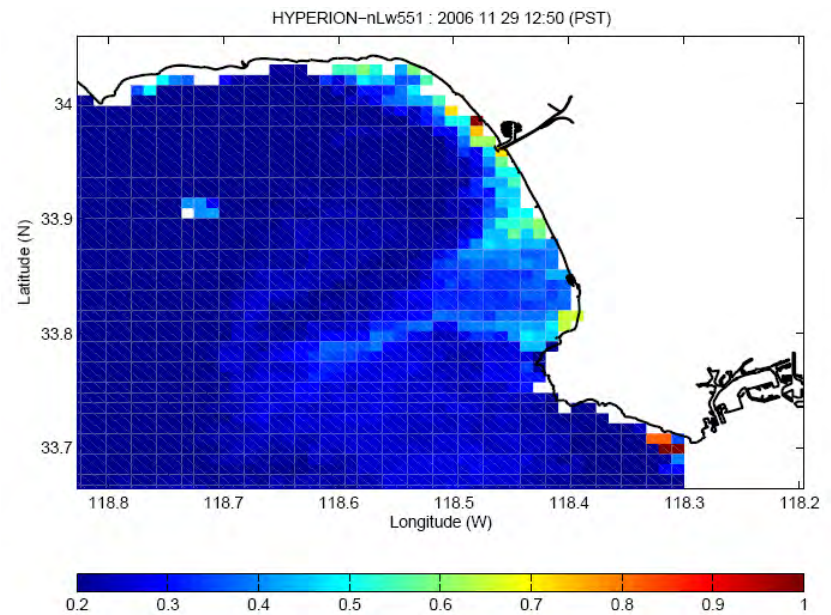 HYPERION−nLw551 : 2006 11 29 12:50 (PST)
34
33.9
33.8
33.7
Latitude (N)
118.8 118.7 118.6 118.5 118.4 118.3 118.2
Longitude (W)
0.2 0.3 0.4 0.5 0.6 0.7 0.8 0.9 1